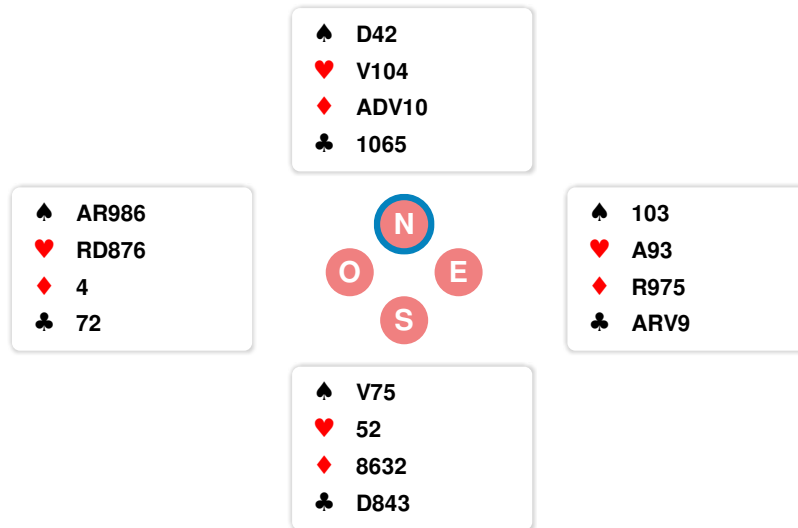 ♠ D42
♥ V104
♦ ADV10
♣ 1065
♠ AR986
♥ RD876
♦ 4
♣ 72
N
O
E
S
♠ 103
♥ A93
♦ R975
♣ ARV9
♠ V75
♥ 52
♦ 8632
♣ D843